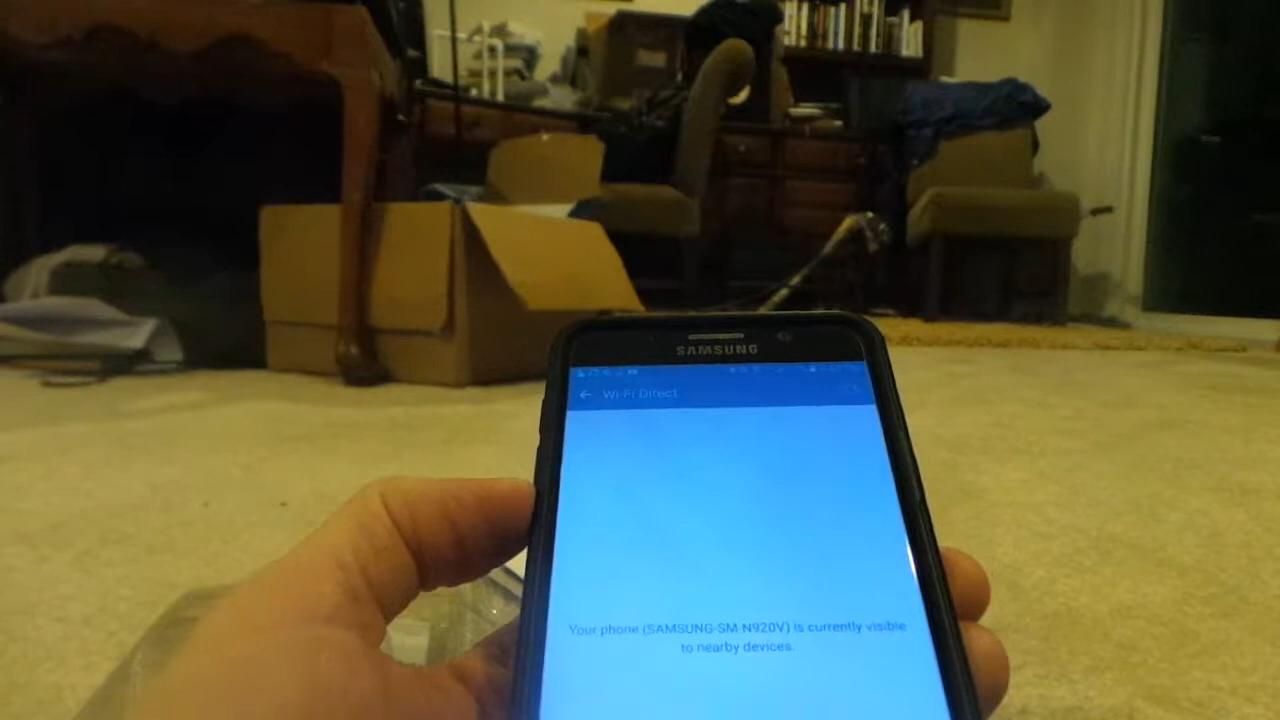 SAMSUNG
Wi-Fi Direct
Your phone (SAMSUNG-SM-N920V) is currently visible
to nearby devices.